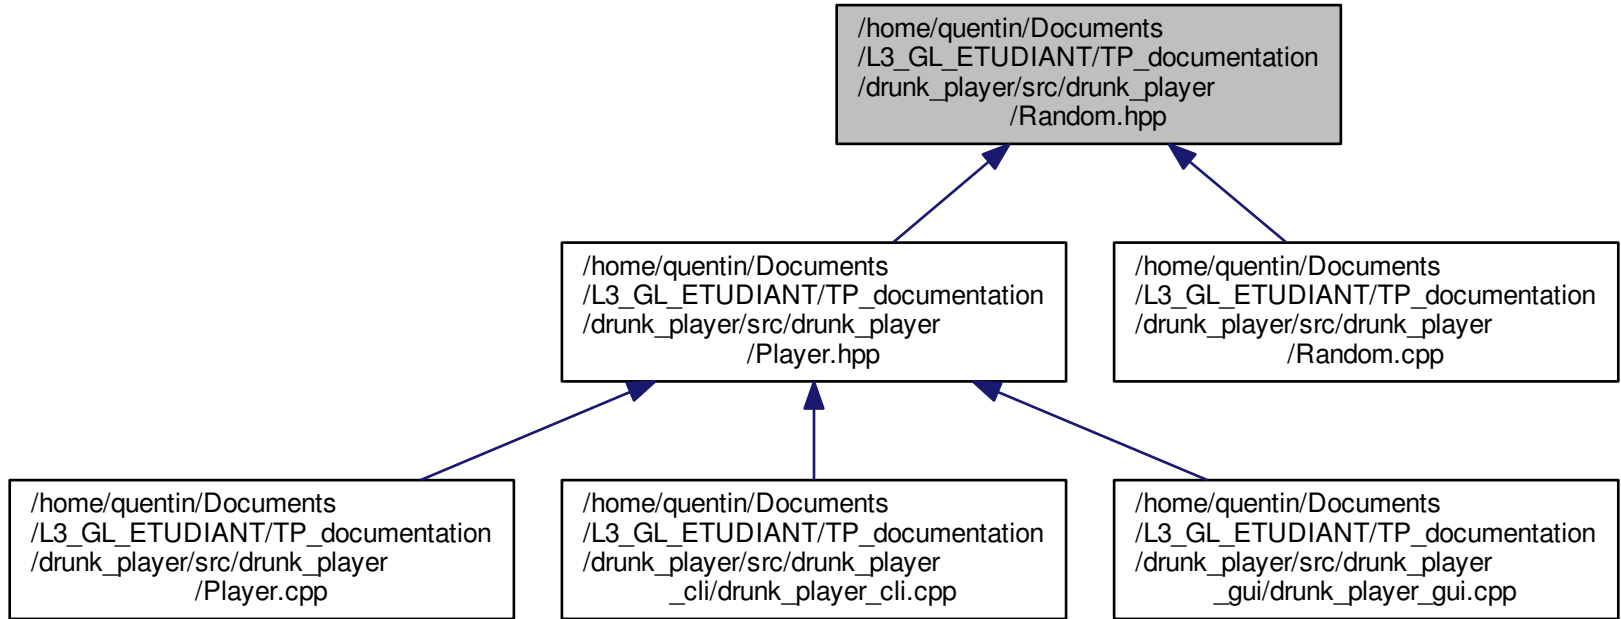 /home/quentin/Documents
/L3_GL_ETUDIANT/TP_documentation
/drunk_player/src/drunk_player
/Random.hpp
/home/quentin/Documents
/L3_GL_ETUDIANT/TP_documentation
/drunk_player/src/drunk_player
/Player.hpp
/home/quentin/Documents
/L3_GL_ETUDIANT/TP_documentation
/drunk_player/src/drunk_player
/Random.cpp
/home/quentin/Documents
/L3_GL_ETUDIANT/TP_documentation
/drunk_player/src/drunk_player
/Player.cpp
/home/quentin/Documents
/L3_GL_ETUDIANT/TP_documentation
/drunk_player/src/drunk_player
_cli/drunk_player_cli.cpp
/home/quentin/Documents
/L3_GL_ETUDIANT/TP_documentation
/drunk_player/src/drunk_player
_gui/drunk_player_gui.cpp